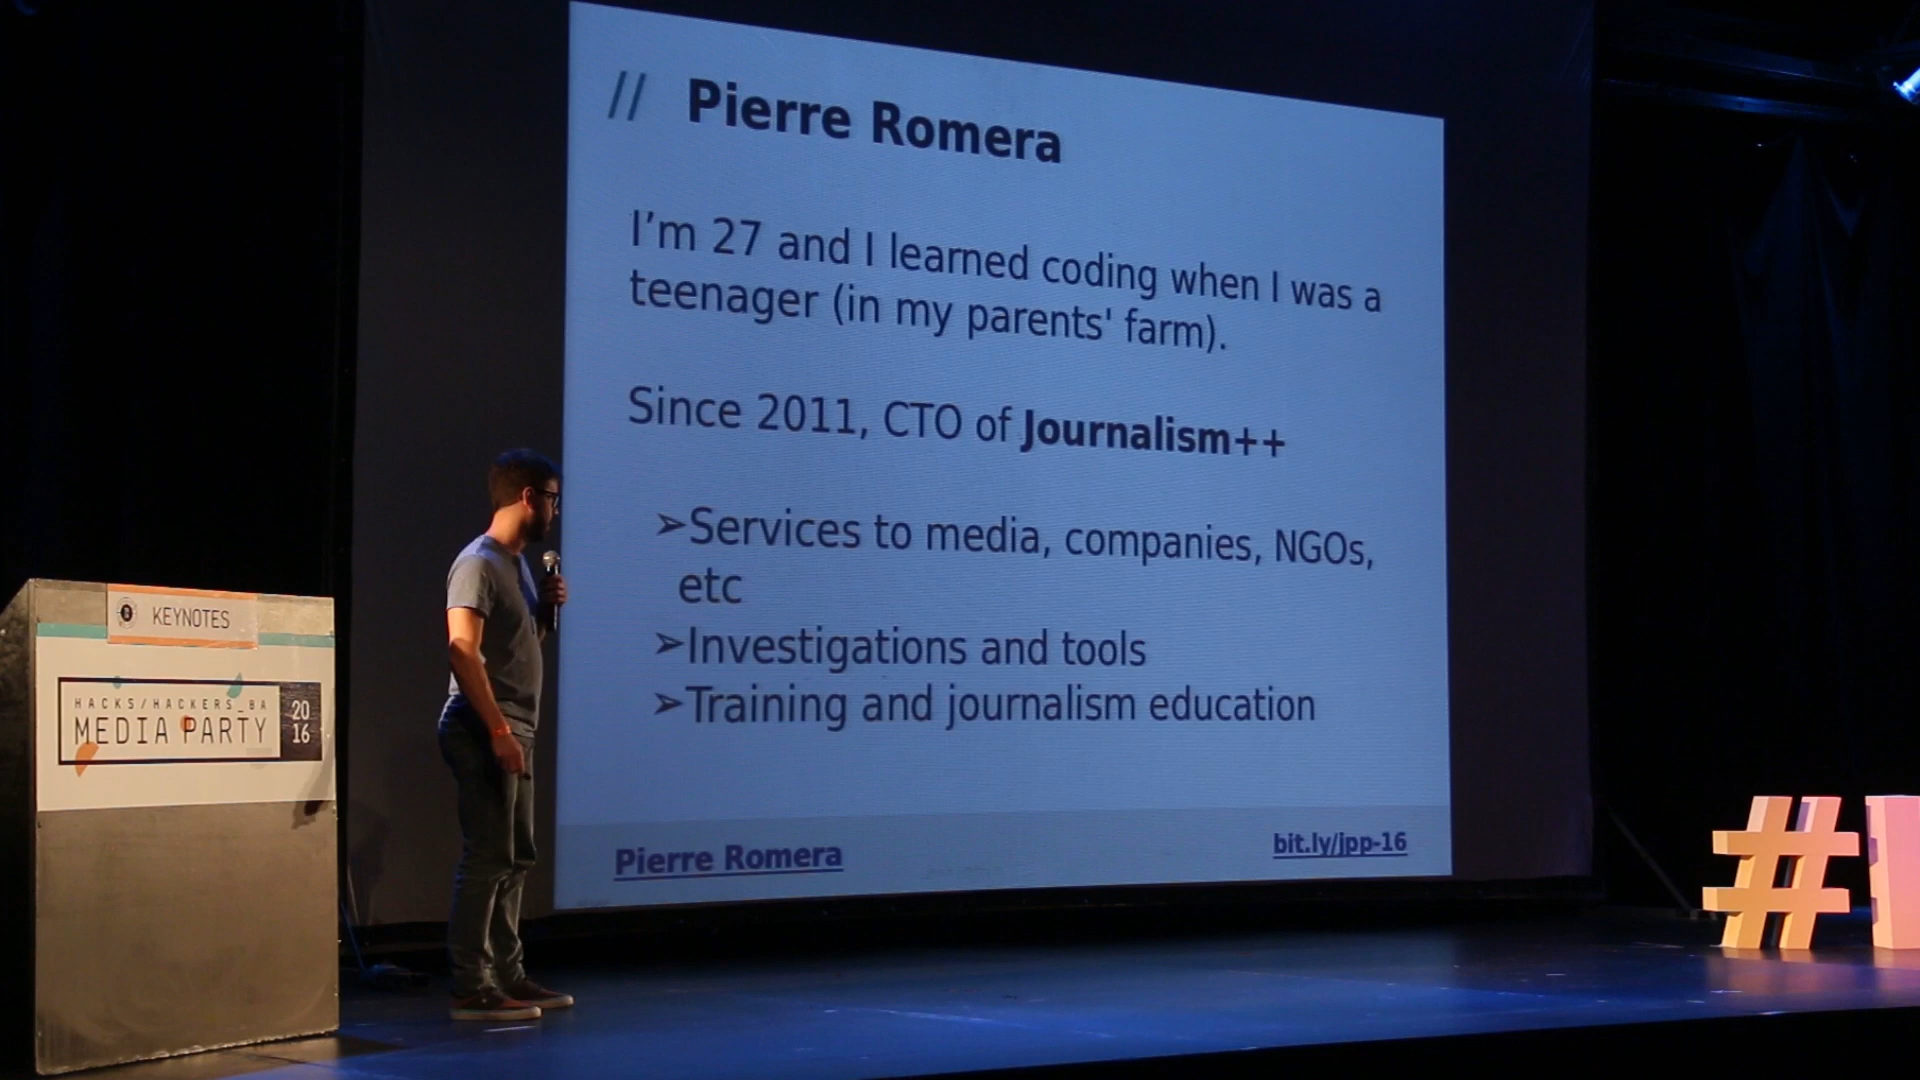 // Pierre Romera
I’m 27 and I learned coding when I was a
teenager (in my parents' farm).
Since 2011, CTO of Journalism++
➢Services to media, companies, NGOs,
etc
➢Investigations and tools
➢Training and journalism education
Pierre Romera
bit.ly/jpp-16
KEYNOTES
HACKS/HACKERS_BA
MEDIA PARTY
20
16
#